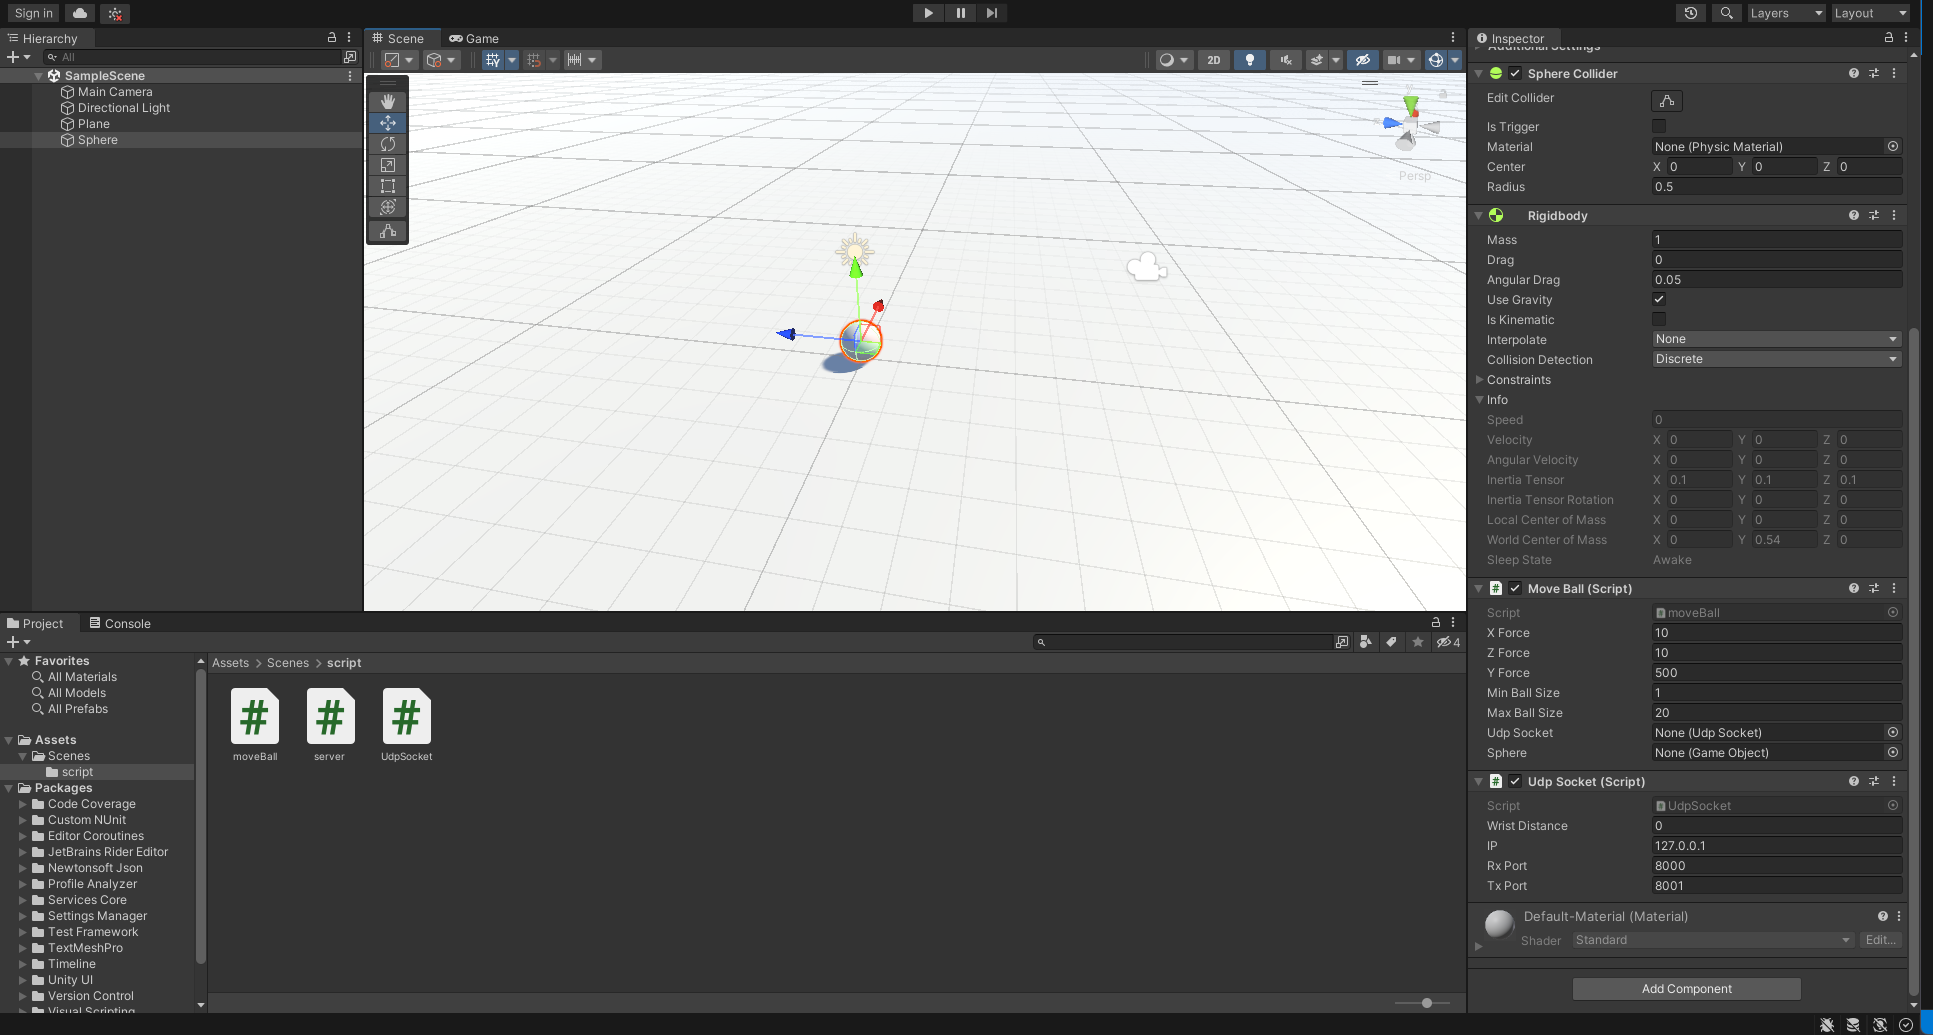 Sign in
Layers
Layout
Hierarchy
All
SampleScene
Main Camera
Directional Light
Plane
Sphere
Scene
Game
2D
Persp
Project
Console
4
Favorites
All Materials
All Models
All Prefabs
Assets
Scenes
script
Packages
Code Coverage
Custom NUnit
Editor Coroutines
JetBrains Rider Editor
Newtonsoft Json
Profile Analyzer
Services Core
Settings Manager
Test Framework
TextMeshPro
Timeline
Unity UI
Version Control
Visual Scripting
Assets > Scenes > script
moveBall
server
UdpSocket
Inspector
Additional Settings
Sphere Collider
Edit Collider
Is Trigger
Material None (Physic Material)
Center X 0 Y 0 Z 0
Radius 0.5
Rigidbody
Mass 1
Drag 0
Angular Drag 0.05
Use Gravity
Is Kinematic
Interpolate None
Collision Detection Discrete
Constraints
Info
Speed 0
Velocity X 0 Y 0 Z 0
Angular Velocity X 0 Y 0 Z 0
Inertia Tensor X 0.1 Y 0.1 Z 0.1
Inertia Tensor Rotation X 0 Y 0 Z 0
Local Center of Mass X 0 Y 0 Z 0
World Center of Mass X 0 Y 0.54 Z 0
Sleep State Awake
# Move Ball (Script)
Script moveBall
X Force 10
Z Force 10
Y Force 500
Min Ball Size 1
Max Ball Size 20
Udp Socket None (Udp Socket)
Sphere None (Game Object)
# Udp Socket (Script)
Script UdpSocket
Wrist Distance 0
IP 127.0.0.1
Rx Port 8000
Tx Port 8001
Default-Material (Material)
Shader Standard Edit...
Add Component